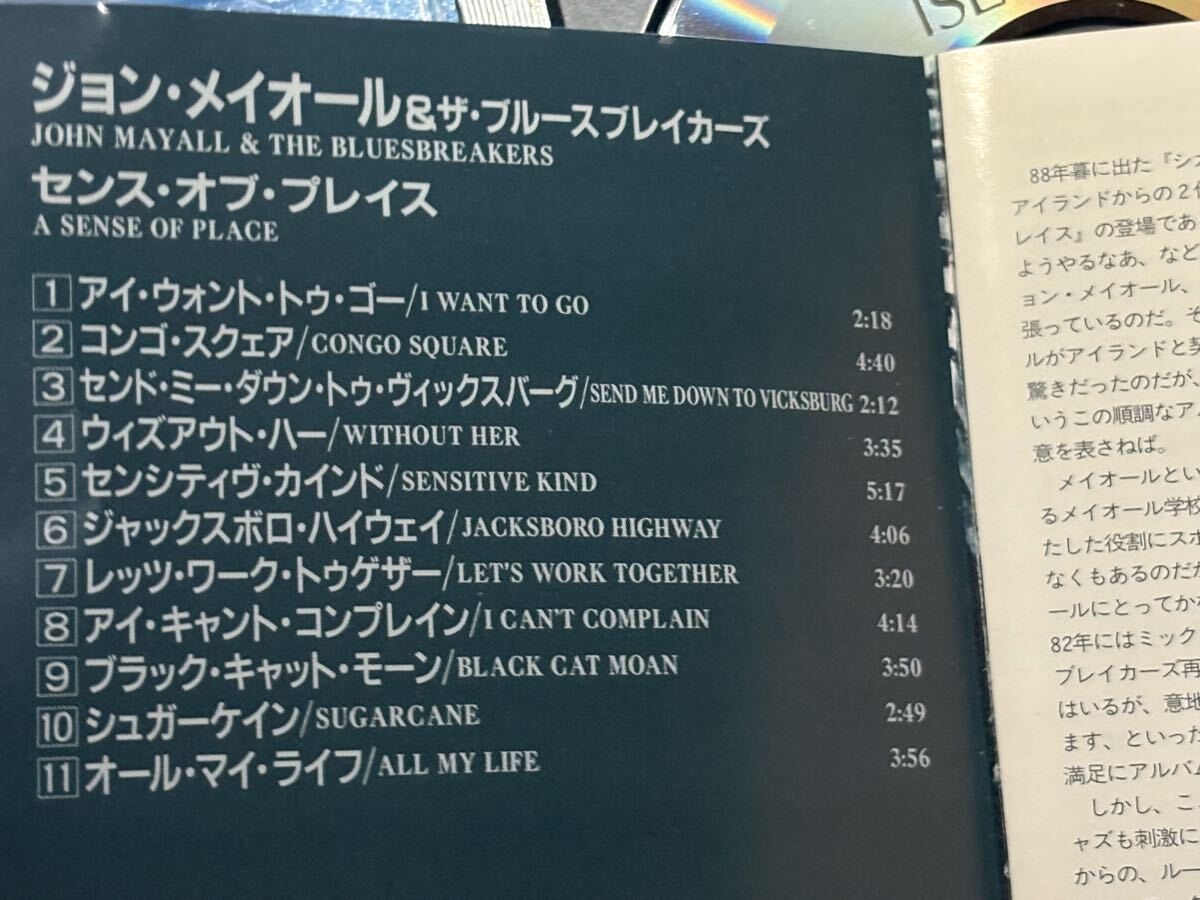 ジョン・メイオール&ザ・ブルースブレイカーズ
JOHN MAYALL & THE BLUESBREAKERS
センス・オブ・プレイス
A SENSE OF PLACE
1 アイ・ウォント・トゥ・ゴー/I WANT TO GO 2:18
2 コンゴ・スクェア/CONGO SQUARE 4:40
3 センド・ミー・ダウン・トゥ・ヴィックスバーグ/SEND ME DOWN TO VICKSBURG 2:12
4 ウィズアウト・ハー/WITHOUT HER 3:35
5 センシティヴ・カインド/SENSITIVE KIND 5:17
6 ジャックスボロ・ハイウェイ/JACKSBORO HIGHWAY 4:06
7 レッツ・ワーク・トゥゲザー/LET'S WORK TOGETHER 3:20
8 アイ・キャント・コンプレイン/I CAN'T COMPLAIN 4:14
9 ブラック・キャット・モーン/BLACK CAT MOAN 3:50
10 シュガーケイン/SUGARCANE 2:49
11 オール・マイ・ライフ/ALL MY LIFE 3:56
88年暮に出た『シカ
アイランドからの2作
レイス』の登場であ
ようやるなあ、など
ョン・メイオール、
張っているのだ。そ
ルがアイランドと契
驚きだったのだが、
いうこの順調なア
意を表さねば。
メイオールとい
るメイオール学校
たした役割にスポ
なくもあるのだが
ールにとってかな
82年にはミック
ブレイカーズ再
はいるが、意地
ます、といった
満足にアルバム
しかし、こ
ャズも刺激に
からの、ルー